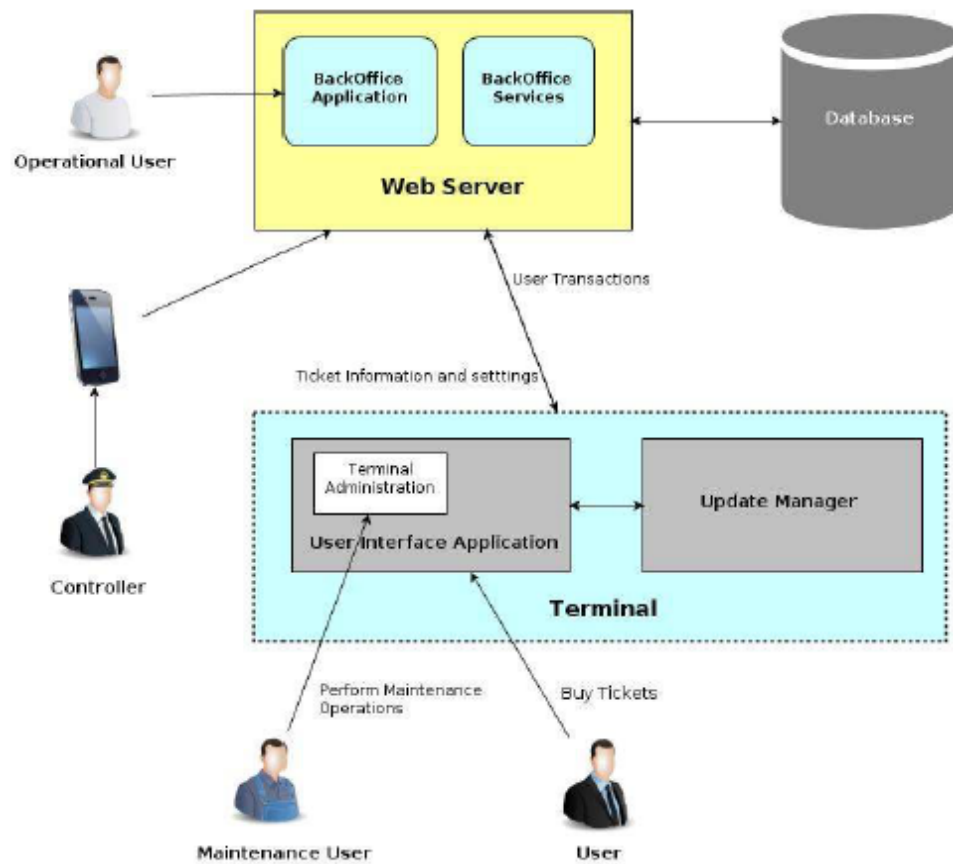 BackOffice
Application
BackOffice
Services
Database
Operational User
Web Server
User Transactions
Ticket Information and setttings
Terminal
Administration
Update Manager
User Interface Application
Controller
Terminal
Perform Maintenance
Operations
Buy Tickets
Maintenance User
User